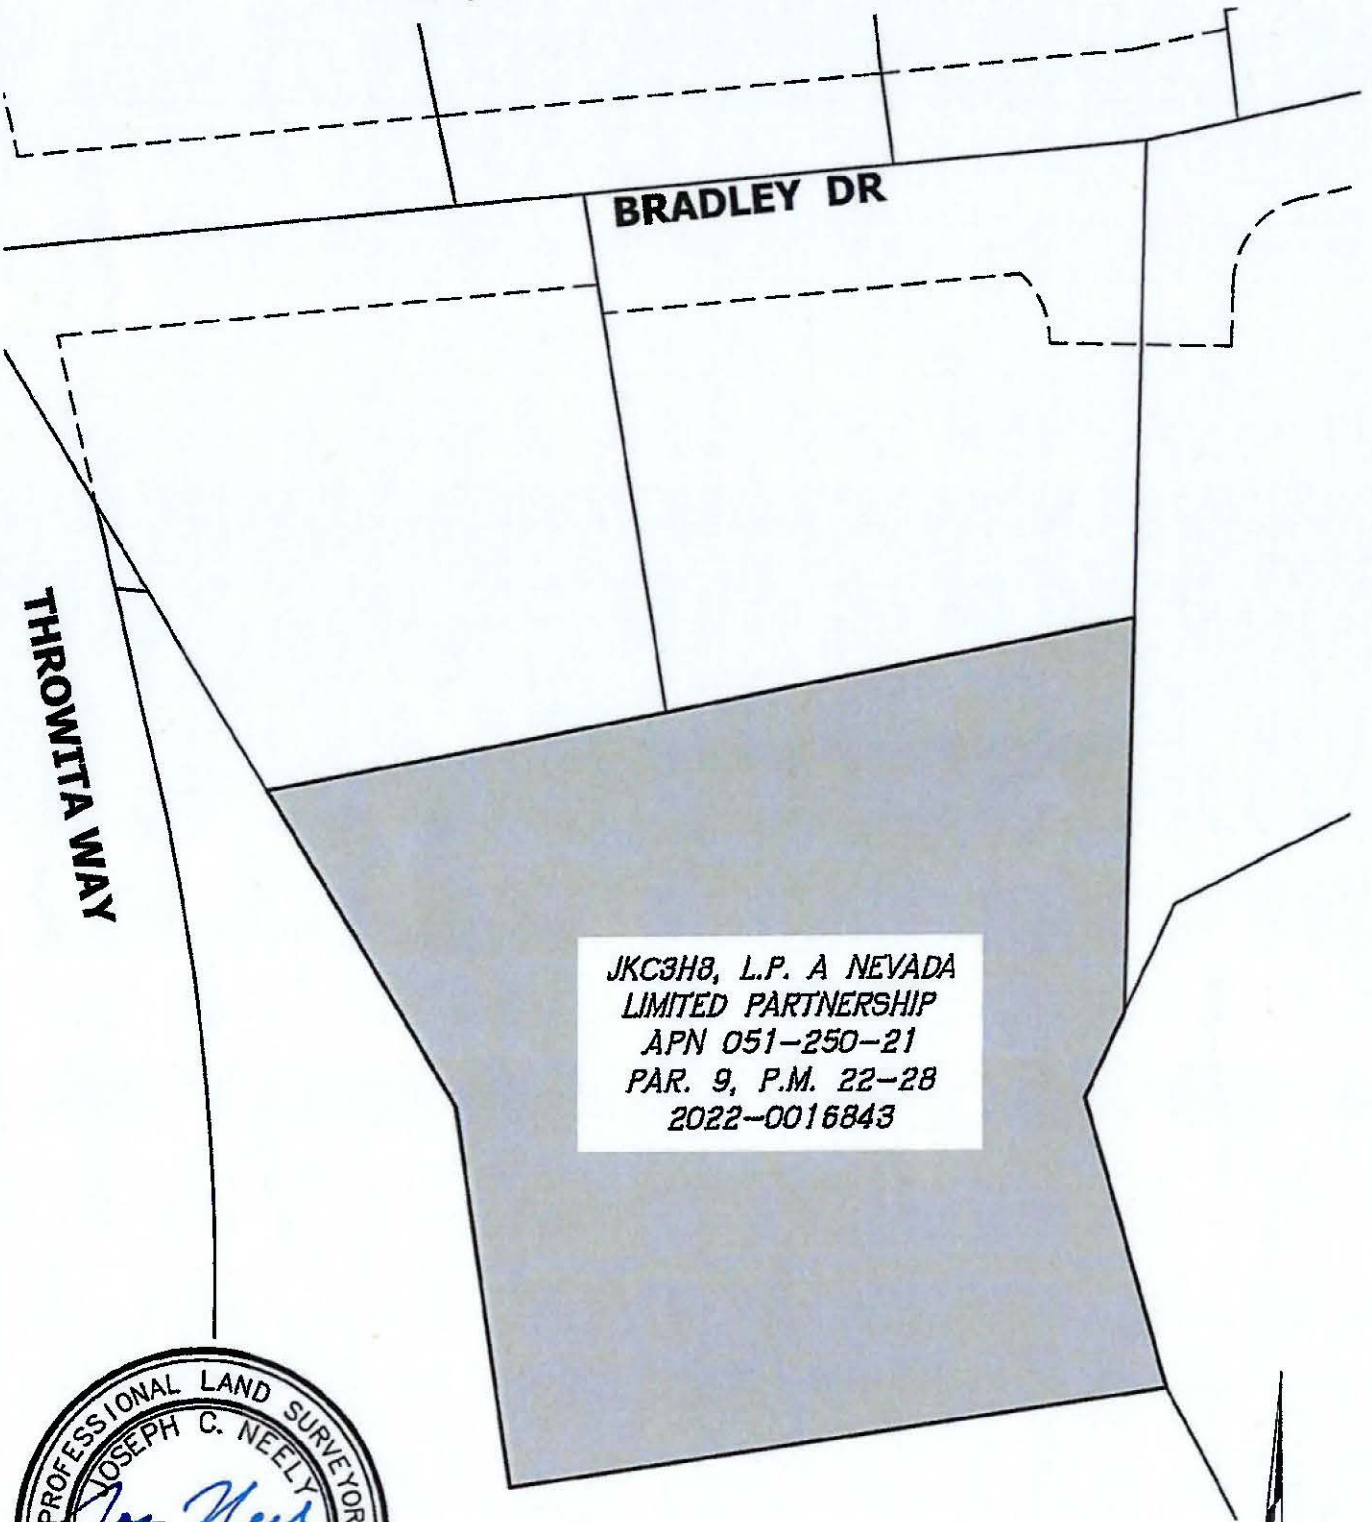 BRADLEY DR
THROWITA WAY
JKC3H8, L.P. A NEVADA
LIMITED PARTNERSHIP
APN 051-250-21
PAR. 9, P.M. 22-28
2022-0016843
PROFESSIONAL LAND SURVEYOR
JOSEPH C. NEELY